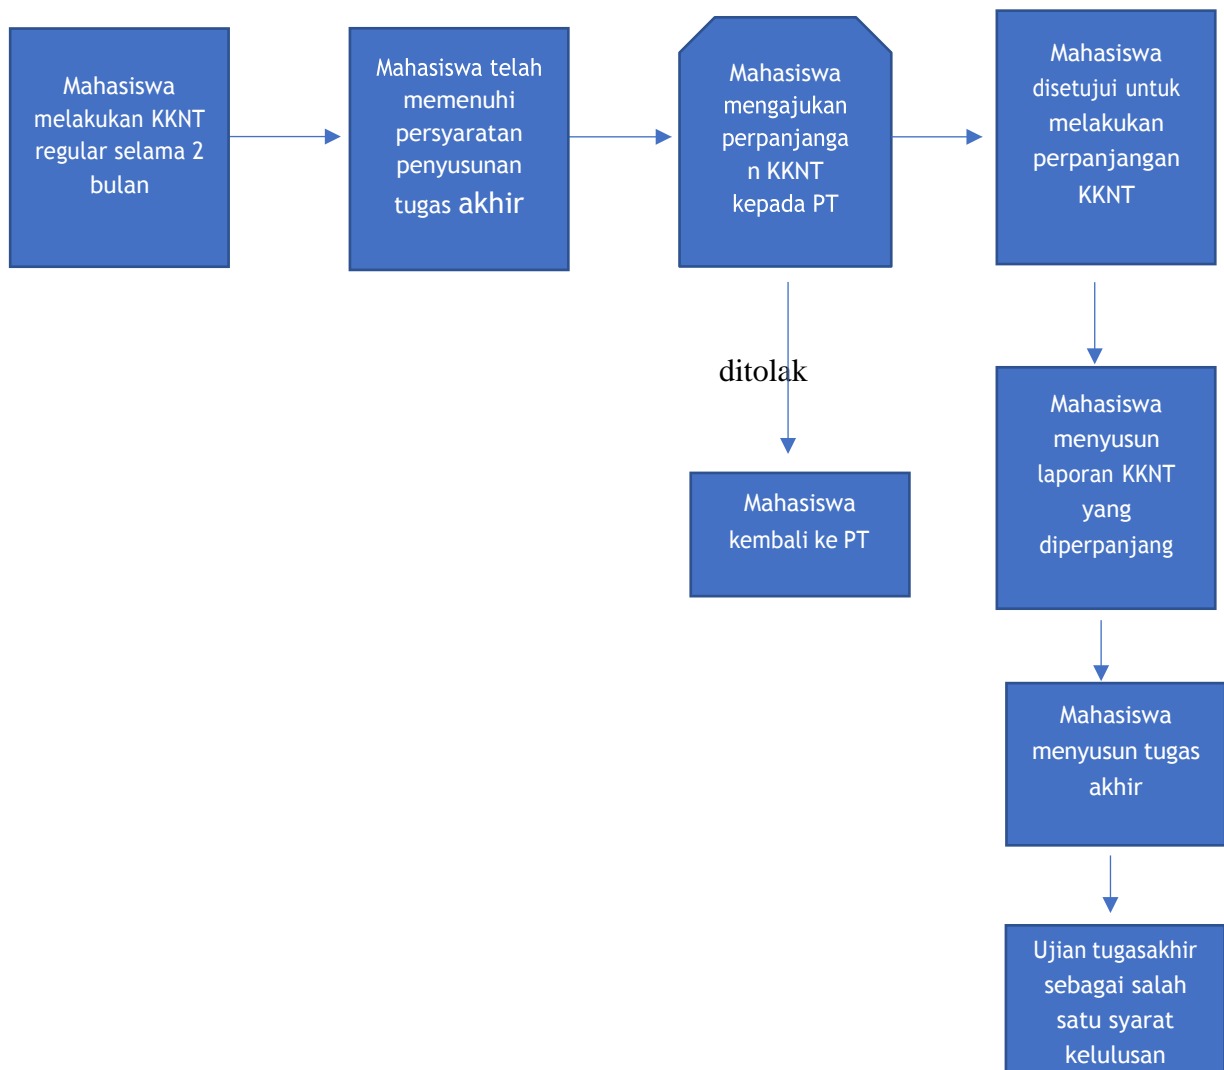 Mahasiswa
melakukan KKNT
regular selama 2
bulan
Mahasiswa telah
memenuhi
persyaratan
penyusunan
tugas akhir
Mahasiswa
mengajukan
perpanjanga
n KKNT
kepada PT
Mahasiswa
disetujui untuk
melakukan
perpanjangan
KKNT
ditolak
Mahasiswa
kembali ke PT
Mahasiswa
menyusun
laporan KKNT
yang
diperpanjang
Mahasiswa
menyusun tugas
akhir
Ujian tugasakhir
sebagai salah
satu syarat
kelulusan